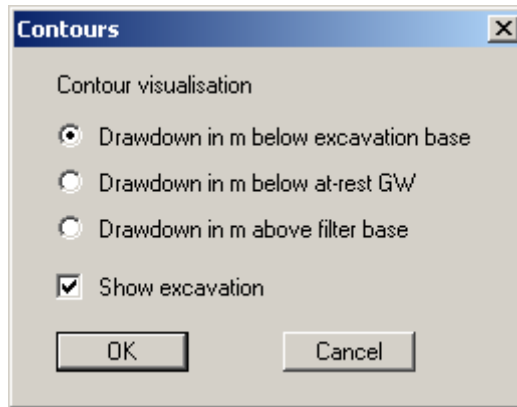 Contours
Contour visualisation
Drawdown in m below excavation base
Drawdown in m below at-rest GW
Drawdown in m above filter base
Show excavation
OK Cancel